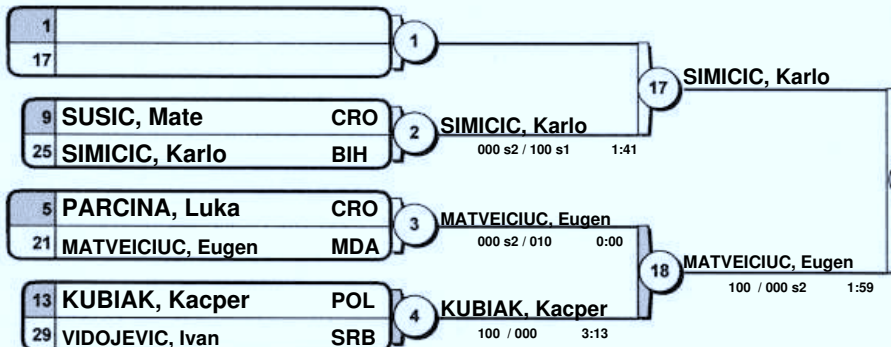 1
17
1
9 SUSIC, Mate CRO
25 SIMICIC, Karlo BIH
2
SIMICIC, Karlo
000 s2 / 100 s1 1:41
17
SIMICIC, Karlo
5 PARCINA, Luka CRO
21 MATVEICIUC, Eugen MDA
3
MATVEICIUC, Eugen
000 s2 / 010 0:00
18
MATVEICIUC, Eugen
100 / 000 s2 1:59
13 KUBIAK, Kacper POL
29 VIDOJEVIC, Ivan SRB
4
KUBIAK, Kacper
100 / 000 3:13